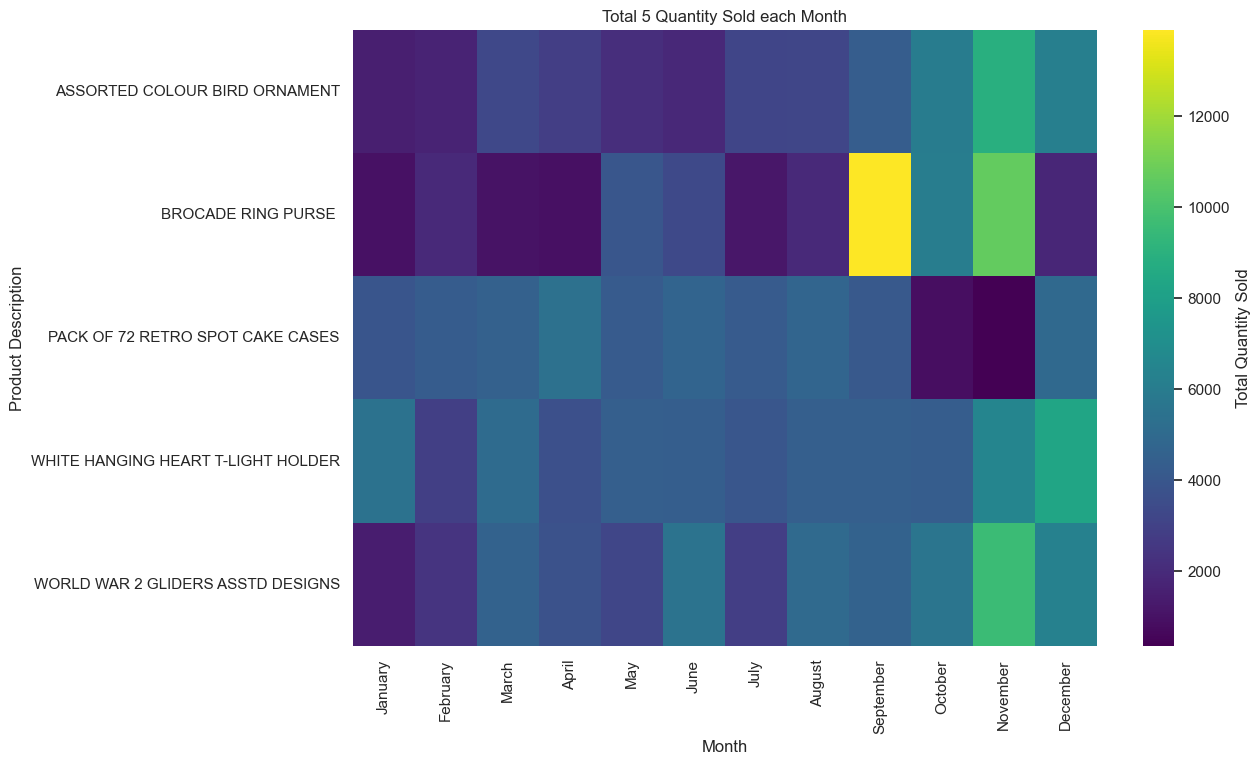 Total 5 Quantity Sold each Month
Product Description
ASSORTED COLOUR BIRD ORNAMENT
BROCADE RING PURSE
PACK OF 72 RETRO SPOT CAKE CASES
WHITE HANGING HEART T-LIGHT HOLDER
WORLD WAR 2 GLIDERS ASSTD DESIGNS
January
February
March
April
May
June
July
August
September
October
November
December
Month
12000
10000
8000
6000
4000
2000
Total Quantity Sold